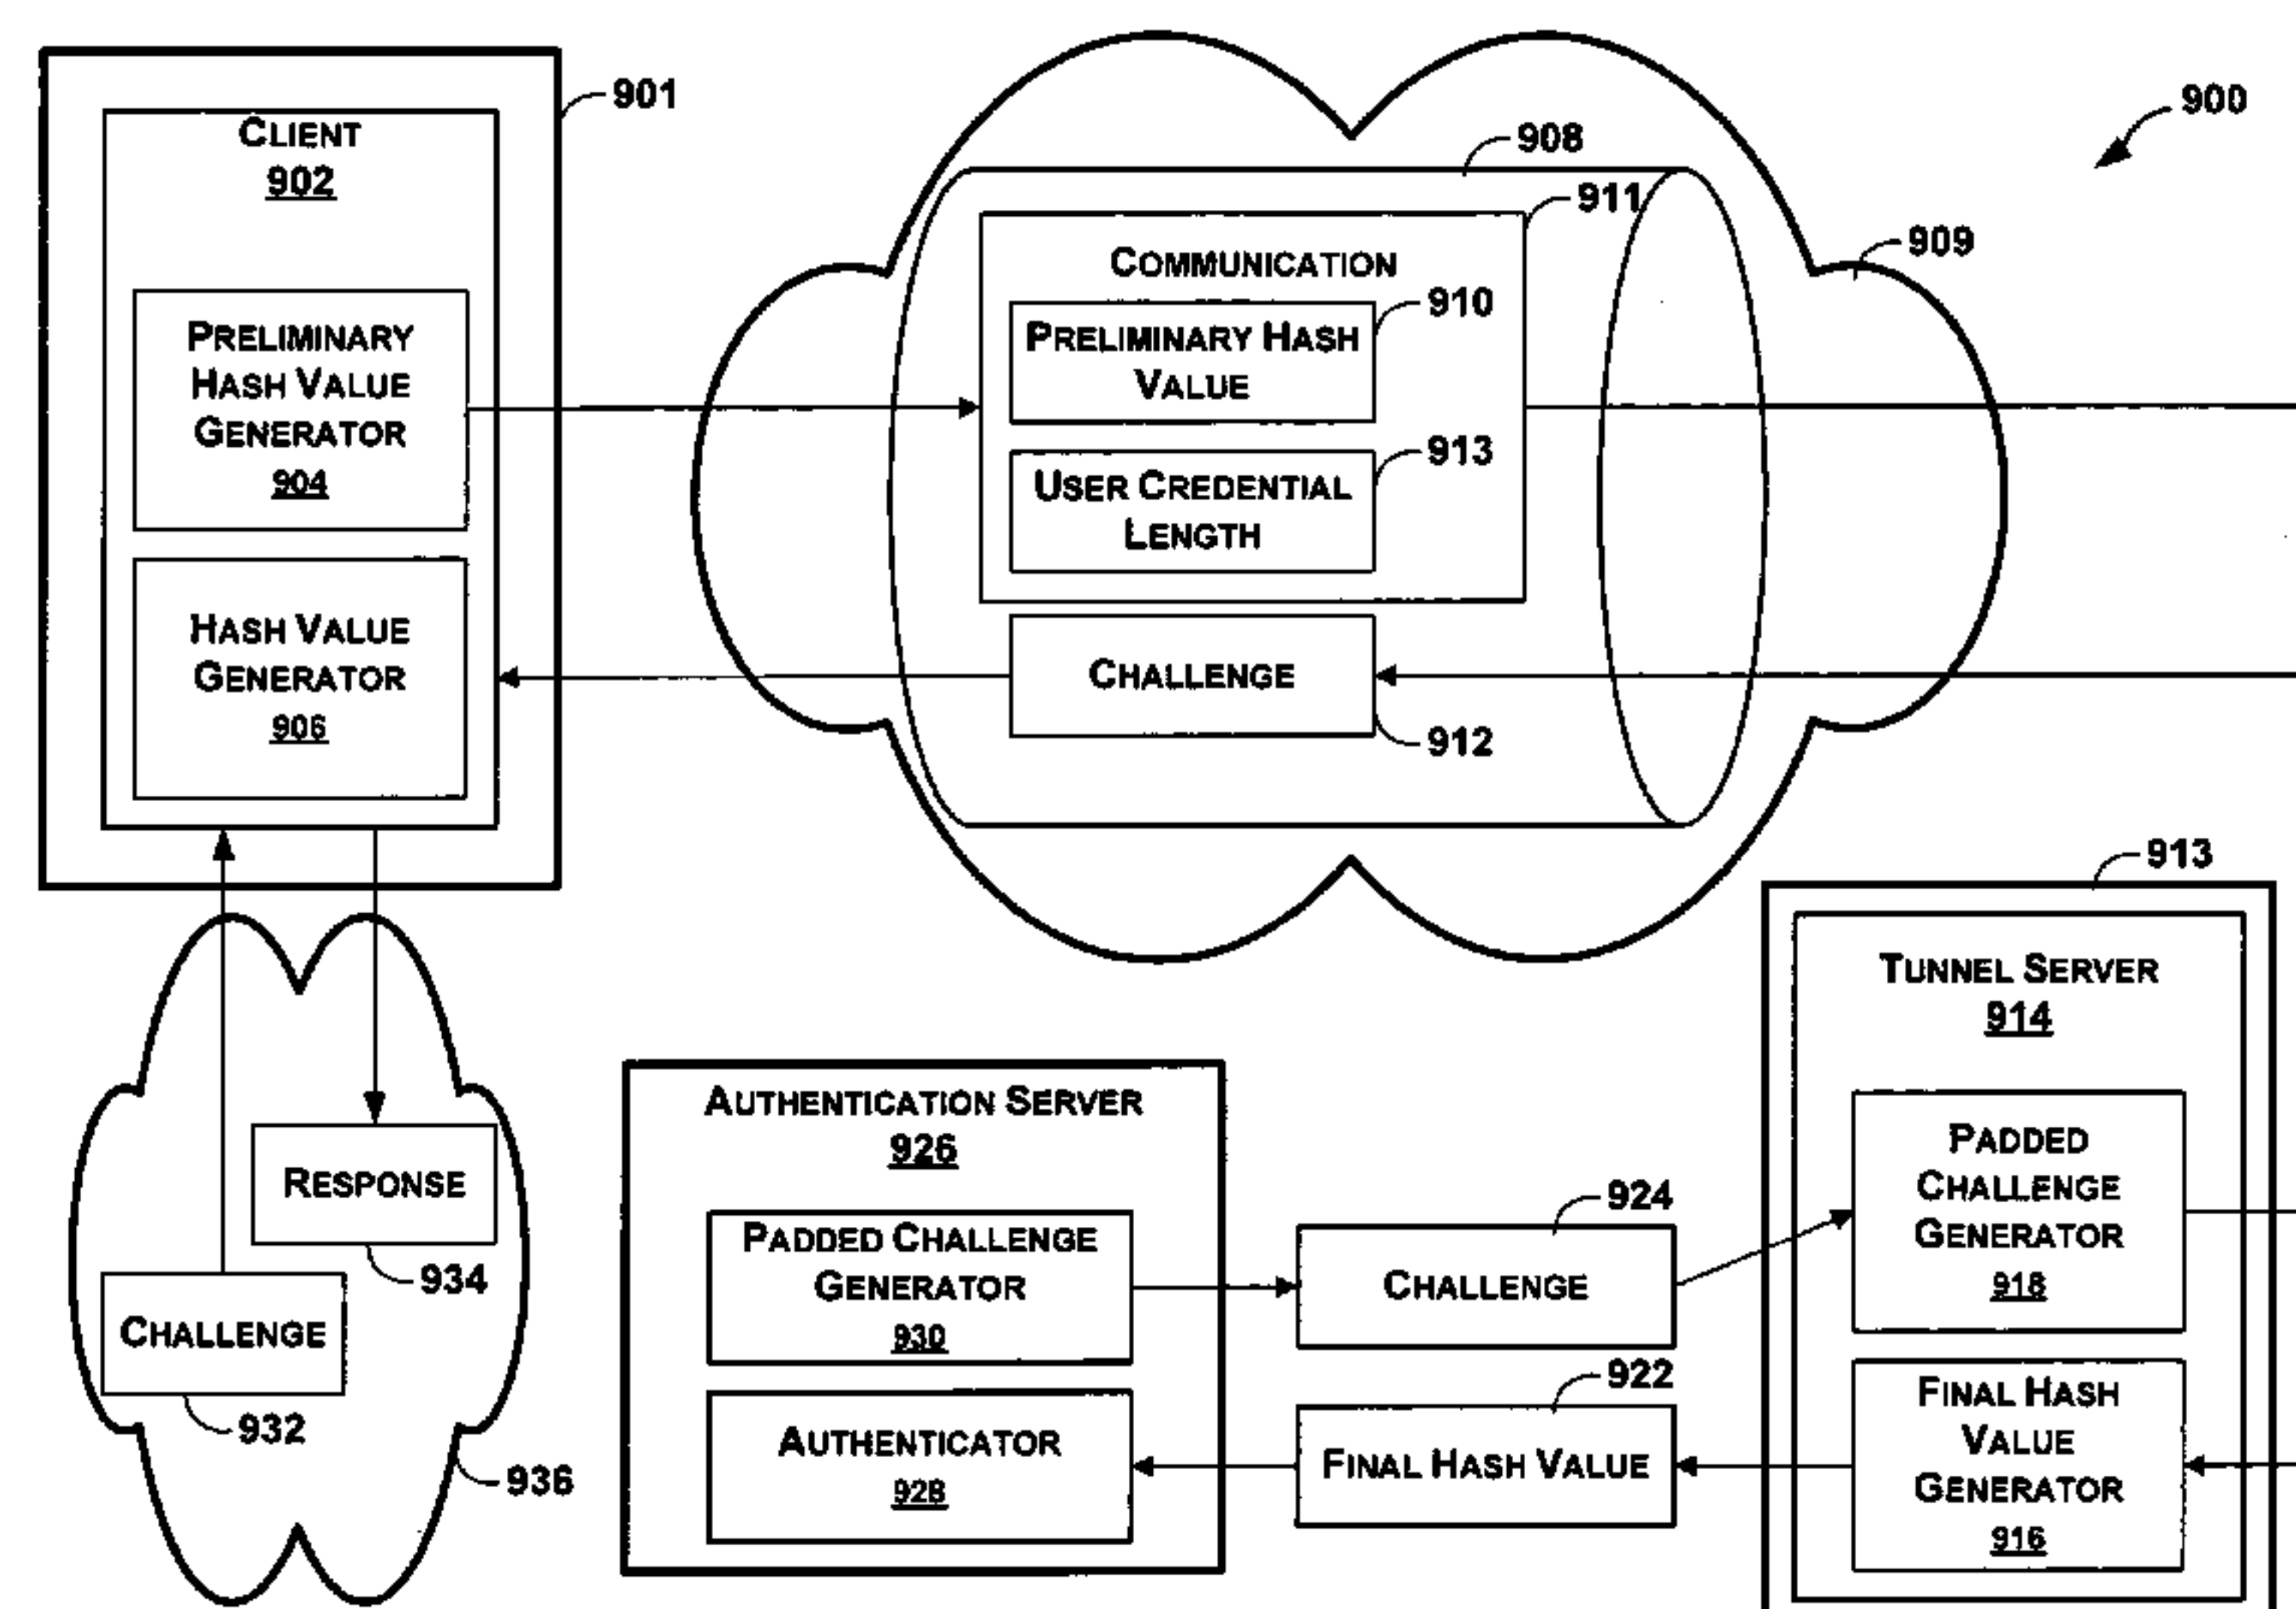 901
CLIENT
902
PRELIMINARY
HASH VALUE
GENERATOR
904
HASH VALUE
GENERATOR
906
900
908
911
909
COMMUNICATION
910
PRELIMINARY HASH
VALUE
913
USER CREDENTIAL
LENGTH
CHALLENGE
912
913
TUNNEL SERVER
914
PADDED
CHALLENGE
GENERATOR
918
FINAL HASH
VALUE
GENERATOR
916
AUTHENTICATION SERVER
926
PADDED CHALLENGE
GENERATOR
930
AUTHENTICATOR
928
924
CHALLENGE
922
FINAL HASH VALUE
RESPONSE
934
CHALLENGE
932
936